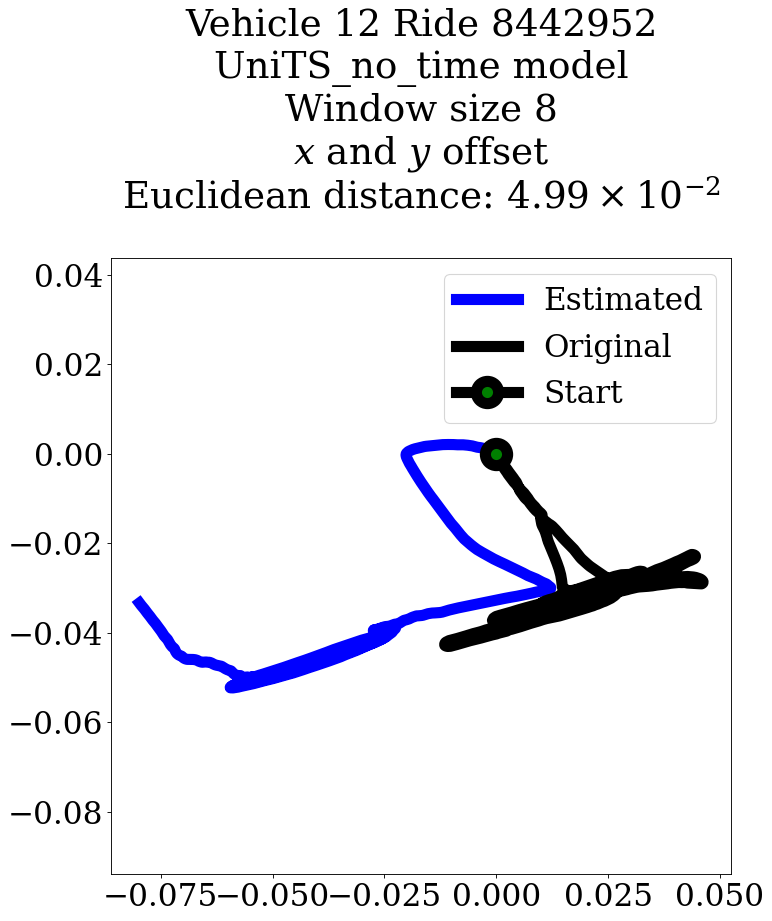 Vehicle 12 Ride 8442952
UniTS_no_time model
Window size 8
x and y offset
Euclidean distance: 4.99 × 10⁻²
0.04
0.02
0.00
−0.02
−0.04
−0.06
−0.08
Estimated
Original
Start
−0.075 −0.050 −0.025 0.000 0.025 0.050